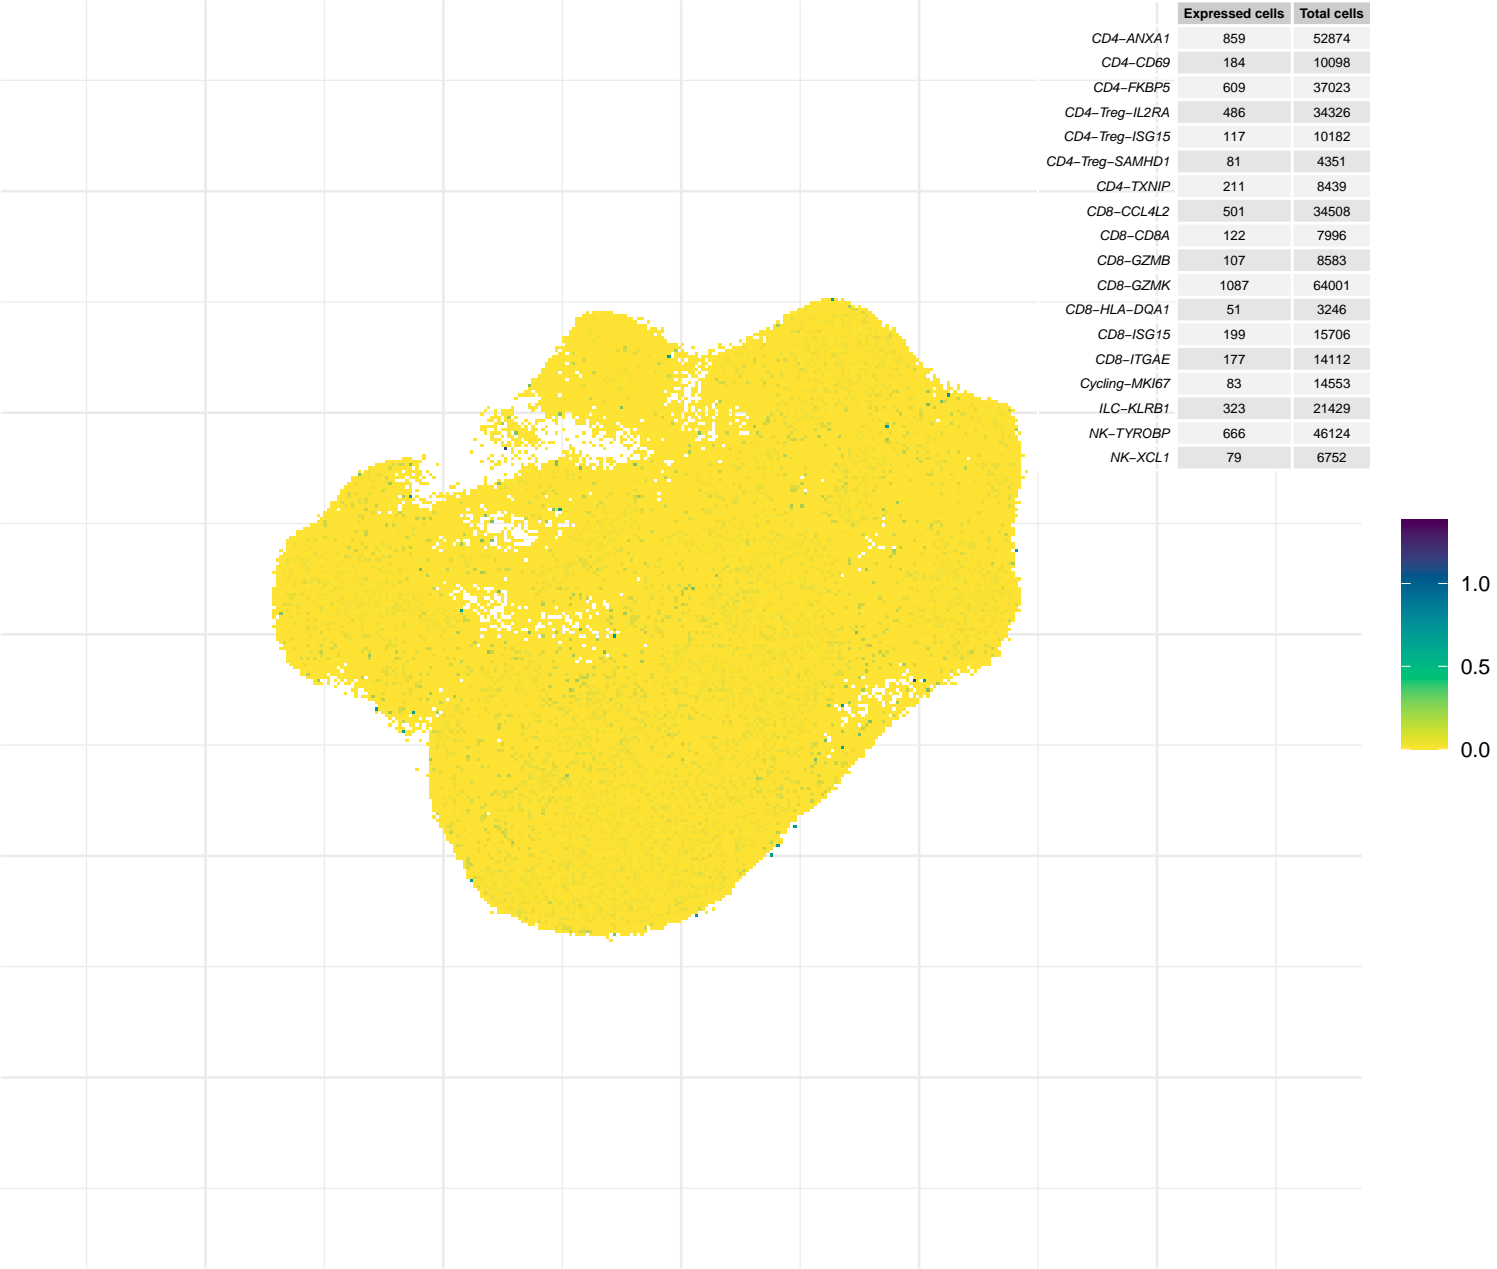 Expressed cells Total cells
CD4−ANXA1 859 52874
CD4−CD69 184 10098
CD4−FKBP5 609 37023
CD4−Treg−IL2RA 486 34326
CD4−Treg−ISG15 117 10182
CD4−Treg−SAMHD1 81 4351
CD4−TXNIP 211 8439
CD8−CCL4L2 501 34508
CD8−CD8A 122 7996
CD8−GZMB 107 8583
CD8−GZMK 1087 64001
CD8−HLA−DQA1 51 3246
CD8−ISG15 199 15706
CD8−ITGAE 177 14112
Cycling−MKI67 83 14553
ILC−KLRB1 323 21429
NK−TYROBP 666 46124
NK−XCL1 79 6752
1.0
0.5
0.0